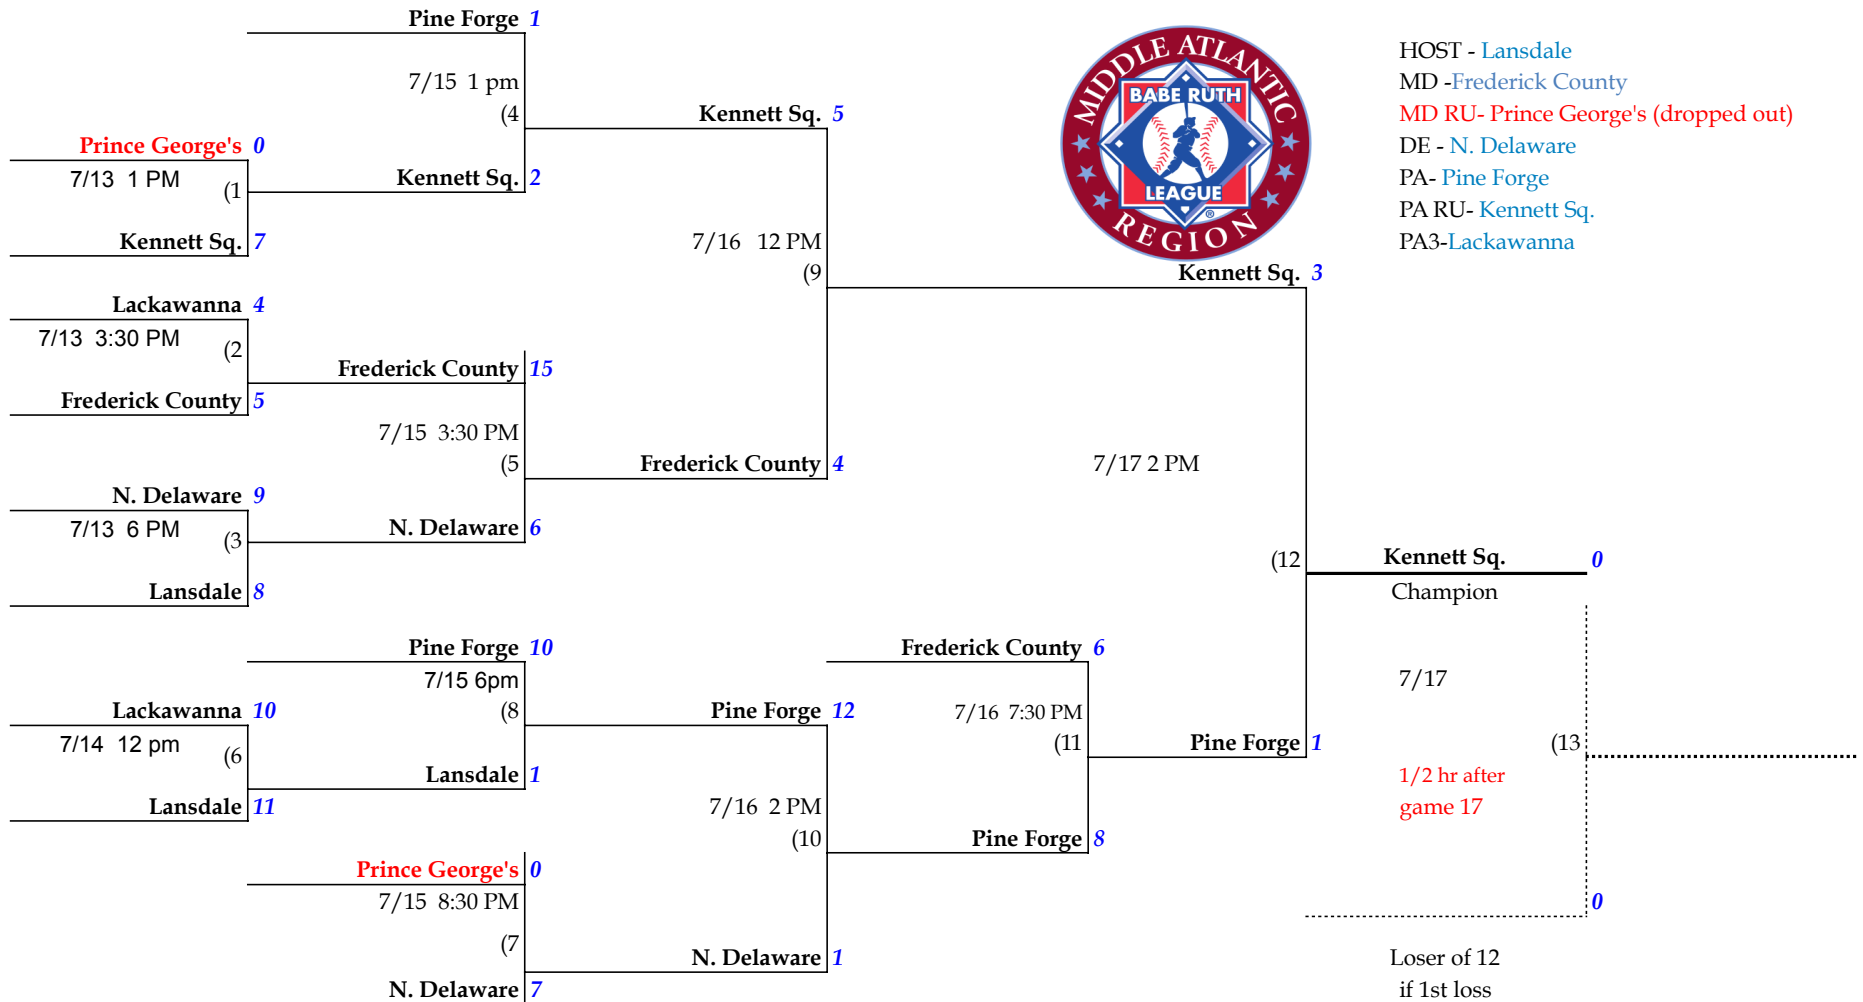 Pine Forge 1
7/15 1 pm
(4
Kennett Sq. 5
Prince George's 0
7/13 1 PM
(1
Kennett Sq. 2
Kennett Sq. 7
7/16 12 PM
(9
MIDDLE ATLANTIC
BABE RUTH
LEAGUE
®
REGION
HOST - Lansdale
MD -Frederick County
MD RU- Prince George's (dropped out)
DE - N. Delaware
PA- Pine Forge
PA RU- Kennett Sq.
PA3-Lackawanna
Kennett Sq. 3
Lackawanna 4
7/13 3:30 PM
(2
Frederick County 15
Frederick County 5
7/15 3:30 PM
(5
Frederick County 4
7/17 2 PM
N. Delaware 9
7/13 6 PM
(3
N. Delaware 6
Lansdale 8
(12
Kennett Sq. 0
Champion
Pine Forge 10
7/15 6pm
(8
Frederick County 6
7/17
Lackawanna 10
7/14 12 pm
(6
Pine Forge 12
7/16 7:30 PM
(11
Pine Forge 1
(13
Lansdale 1
Lansdale 11
7/16 2 PM
(10
Pine Forge 8
1/2 hr after
game 17
Prince George's 0
7/15 8:30 PM
(7
N. Delaware 1
N. Delaware 7
0
Loser of 12
if 1st loss